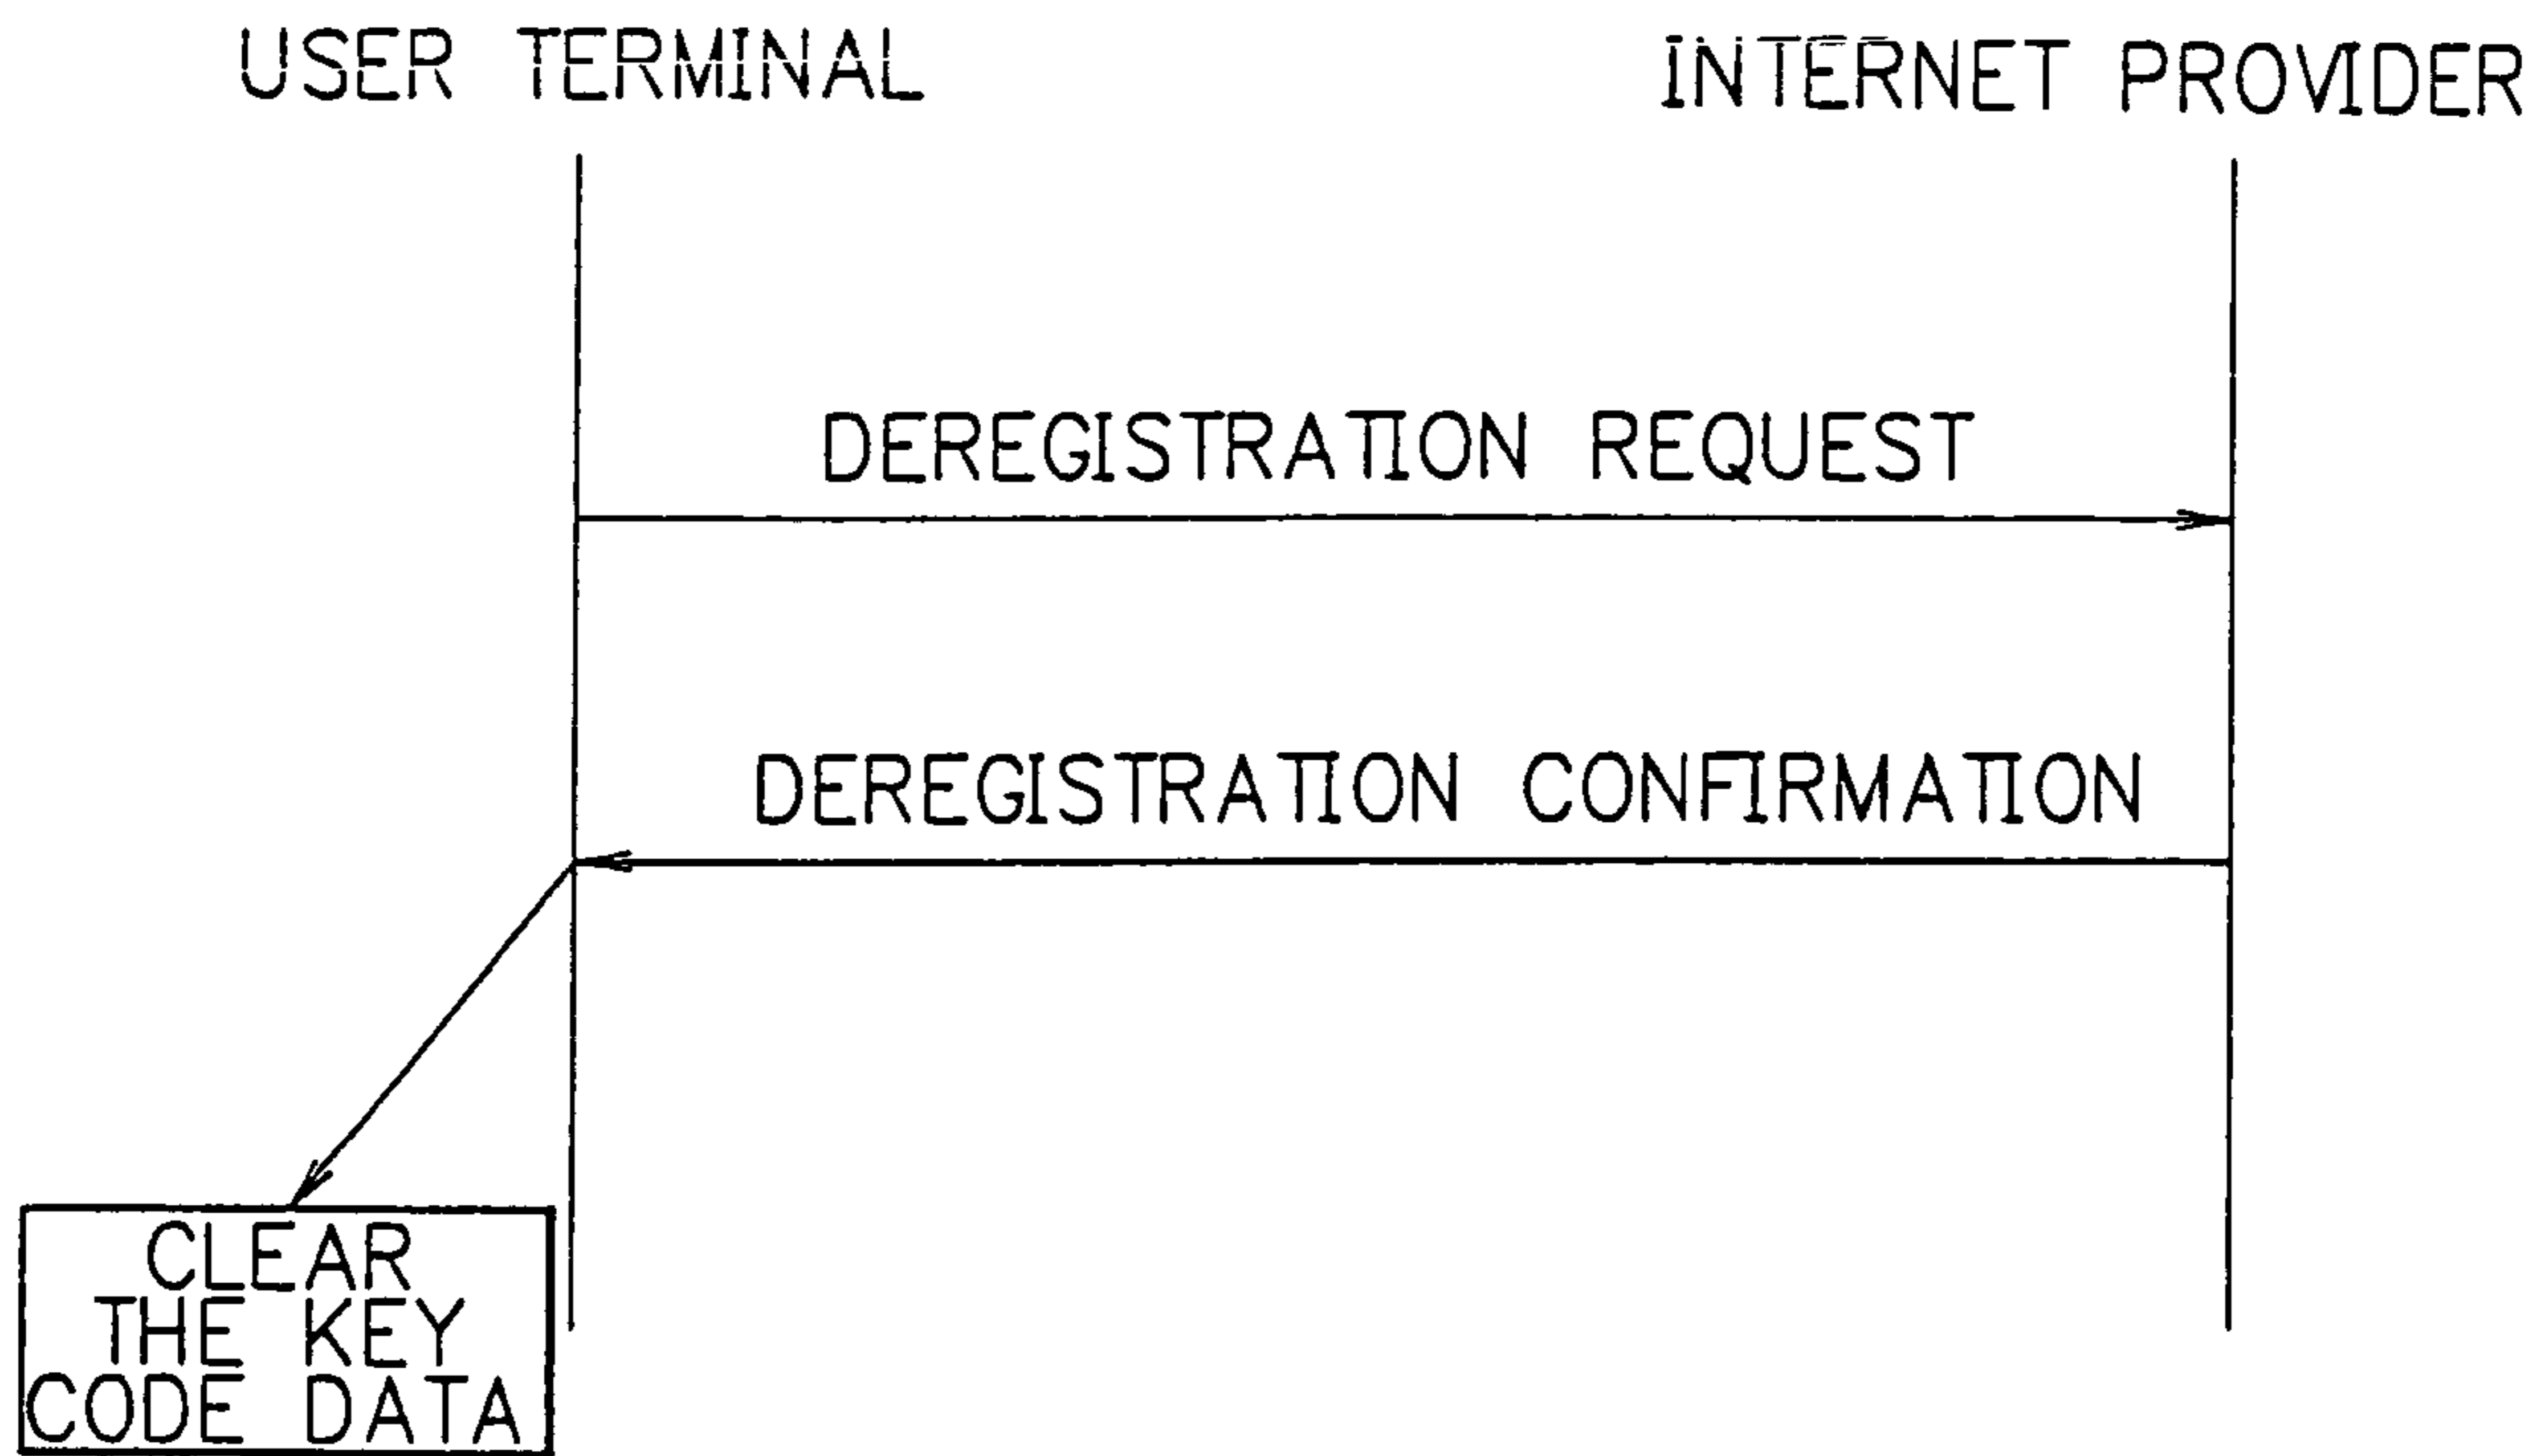 USER TERMINAL
INTERNET PROVIDER
DEREGISTRATION REQUEST
DEREGISTRATION CONFIRMATION
CLEAR
THE KEY
CODE DATA